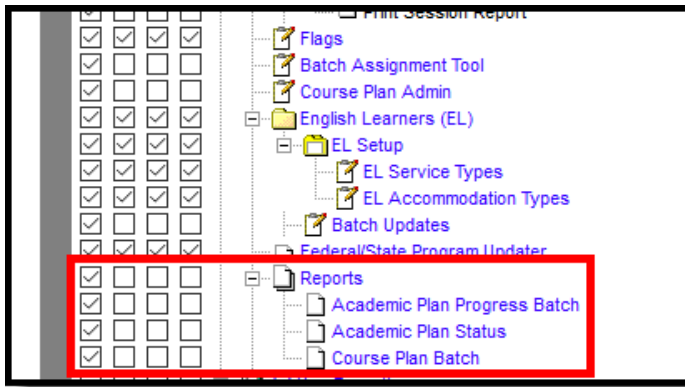 Print Session Report
Flags
Batch Assignment Tool
Course Plan Admin
English Learners (EL)
EL Setup
EL Service Types
EL Accommodation Types
Batch Updates
Federal/State Program Updater
Reports
Academic Plan Progress Batch
Academic Plan Status
Course Plan Batch